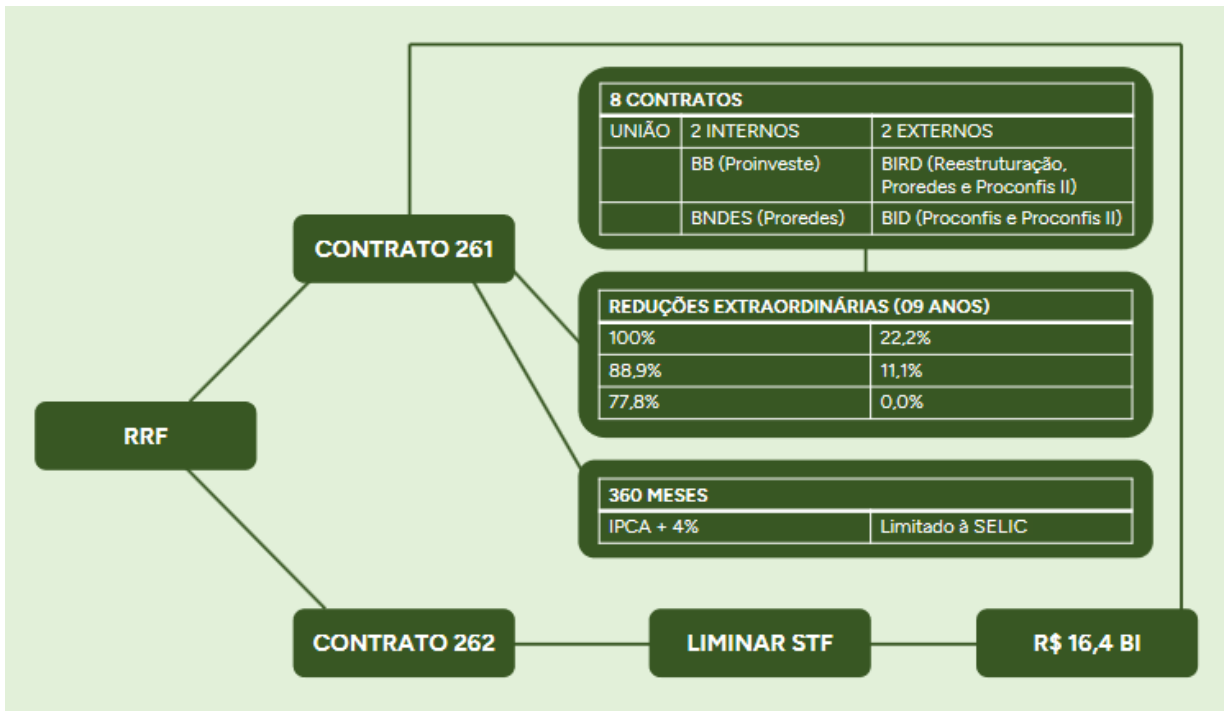 8 CONTRATOS
UNIÃO 2 INTERNOS 2 EXTERNOS
BB (Proinveste) BIRD (Reestruturação,
Proredes e Proconfis II)
BNDES (Proredes) BID (Proconfis e Proconfis II)
CONTRATO 261
REDUÇÕES EXTRAORDINÁRIAS (09 ANOS)
100% 22,2%
88,9% 11,1%
77,8% 0,0%
RRF
360 MESES
IPCA + 4% Limitado à SELIC
CONTRATO 262
LIMINAR STF
R$ 16,4 BI